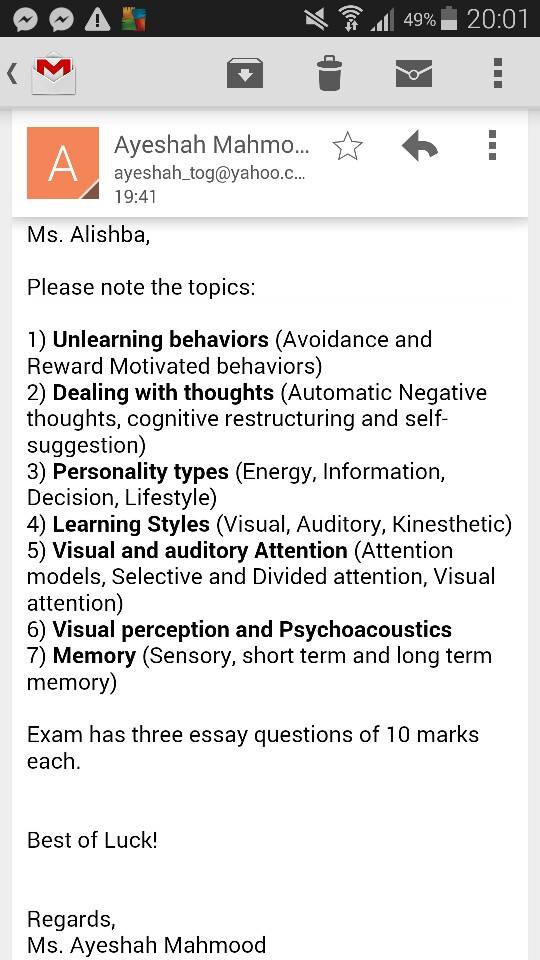 49% 20:01
A
Ayeshah Mahmo...
ayeshah_tog@yahoo.c...
19:41
Ms. Alishba,
Please note the topics:
1) Unlearning behaviors (Avoidance and
Reward Motivated behaviors)
2) Dealing with thoughts (Automatic Negative
thoughts, cognitive restructuring and self-
suggestion)
3) Personality types (Energy, Information,
Decision, Lifestyle)
4) Learning Styles (Visual, Auditory, Kinesthetic)
5) Visual and auditory Attention (Attention
models, Selective and Divided attention, Visual
attention)
6) Visual perception and Psychoacoustics
7) Memory (Sensory, short term and long term
memory)
Exam has three essay questions of 10 marks
each.
Best of Luck!
Regards,
Ms. Ayeshah Mahmood